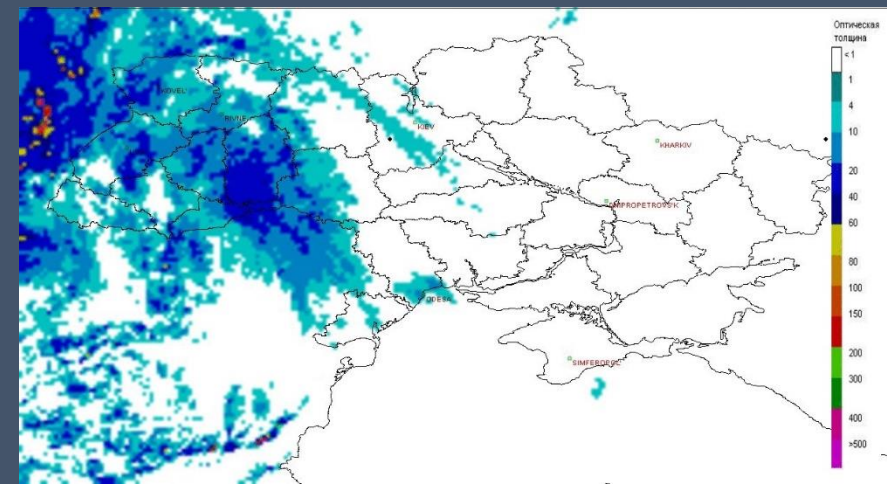 Оптическая
толщина
<1
1
4
10
20
40
60
80
100
150
200
300
400
>500
KOVEL'
RIVNE
KIEV
KHARKIV
DNIPROPETROVS'K
ODESA
SIMFEROPOL'